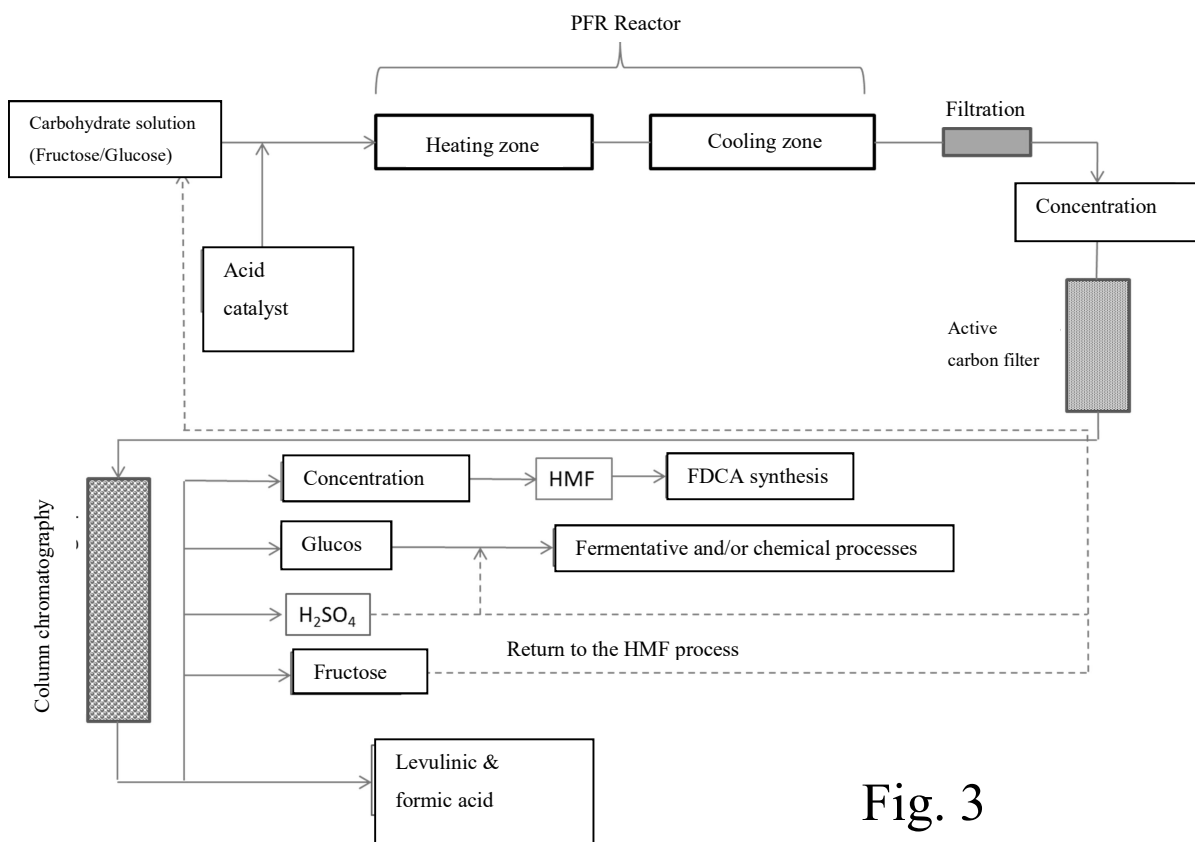 PFR Reactor
Carbohydrate solution
(Fructose/Glucose)
Heating zone
Cooling zone
Filtration
Concentration
Acid
catalyst
Active
carbon filter
Column chromatography
Concentration
HMF
FDCA synthesis
Glucos
Fermentative and/or chemical processes
H₂SO₄
Return to the HMF process
Fructose
Levulinic &
formic acid
Fig. 3